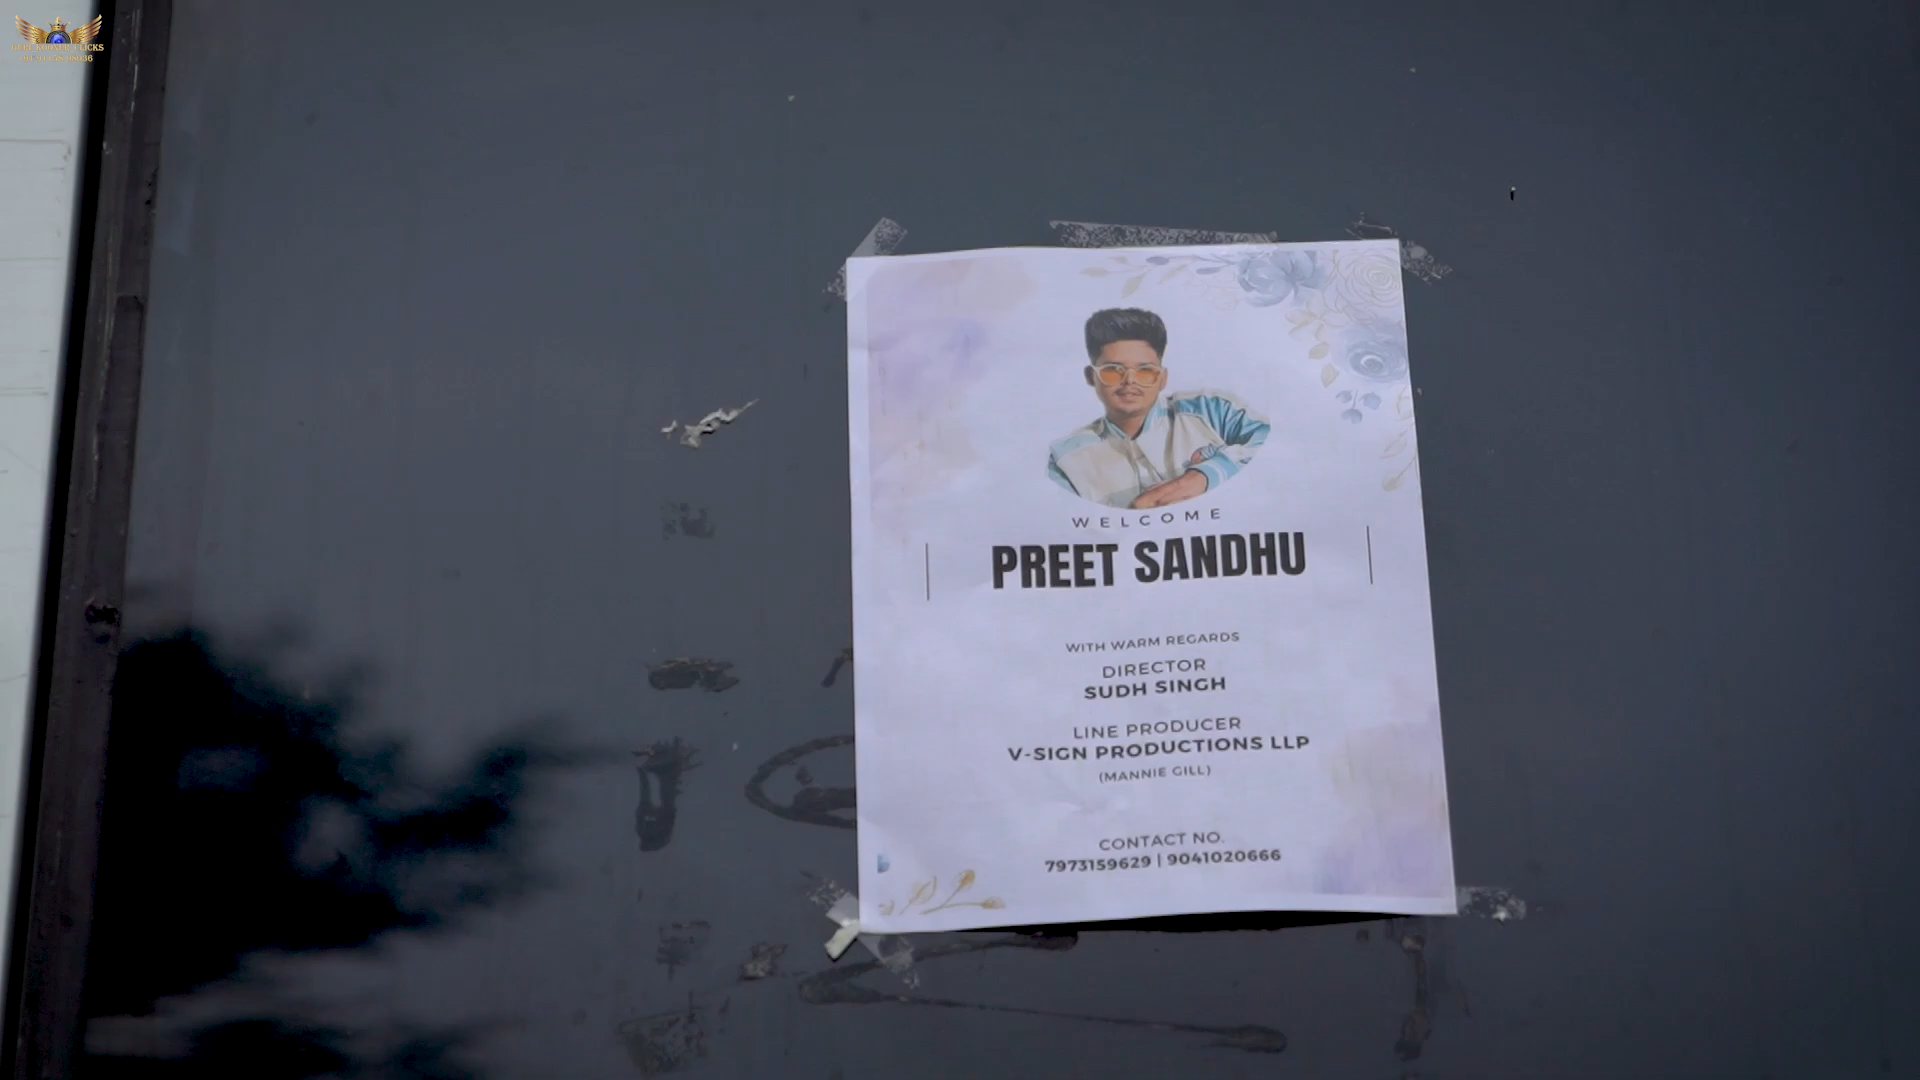 WELCOME
PREET SANDHU
WITH WARM REGARDS
DIRECTOR
SUDH SINGH
LINE PRODUCER
V-SIGN PRODUCTIONS LLP
(MANNIE GILL)
CONTACT NO.
7973159629 | 9041020666